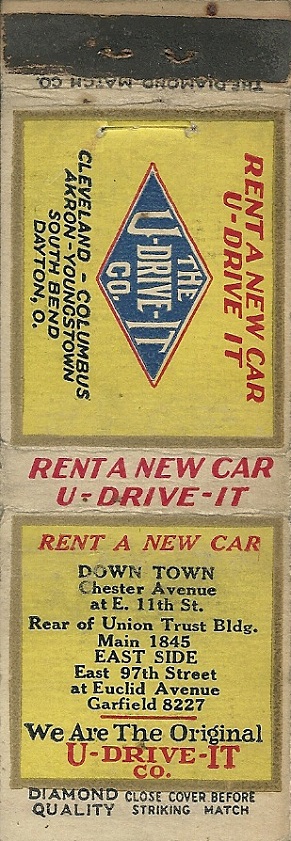 THE DIAMOND MATCH CO.
RENT A NEW CAR
U-DRIVE IT
THE
U-DRIVE-IT
CO.
CLEVELAND - COLUMBUS
AKRON - YOUNGSTOWN
SOUTH BEND
DAYTON, O.
RENT A NEW CAR
U-DRIVE-IT
RENT A NEW CAR
DOWN TOWN
Chester Avenue
at E. 11th St.
Rear of Union Trust Bldg.
Main 1845
EAST SIDE
East 97th Street
at Euclid Avenue
Garfield 8227
We Are The Original
U-DRIVE-IT
CO.
DIAMOND QUALITY
CLOSE COVER BEFORE
STRIKING MATCH